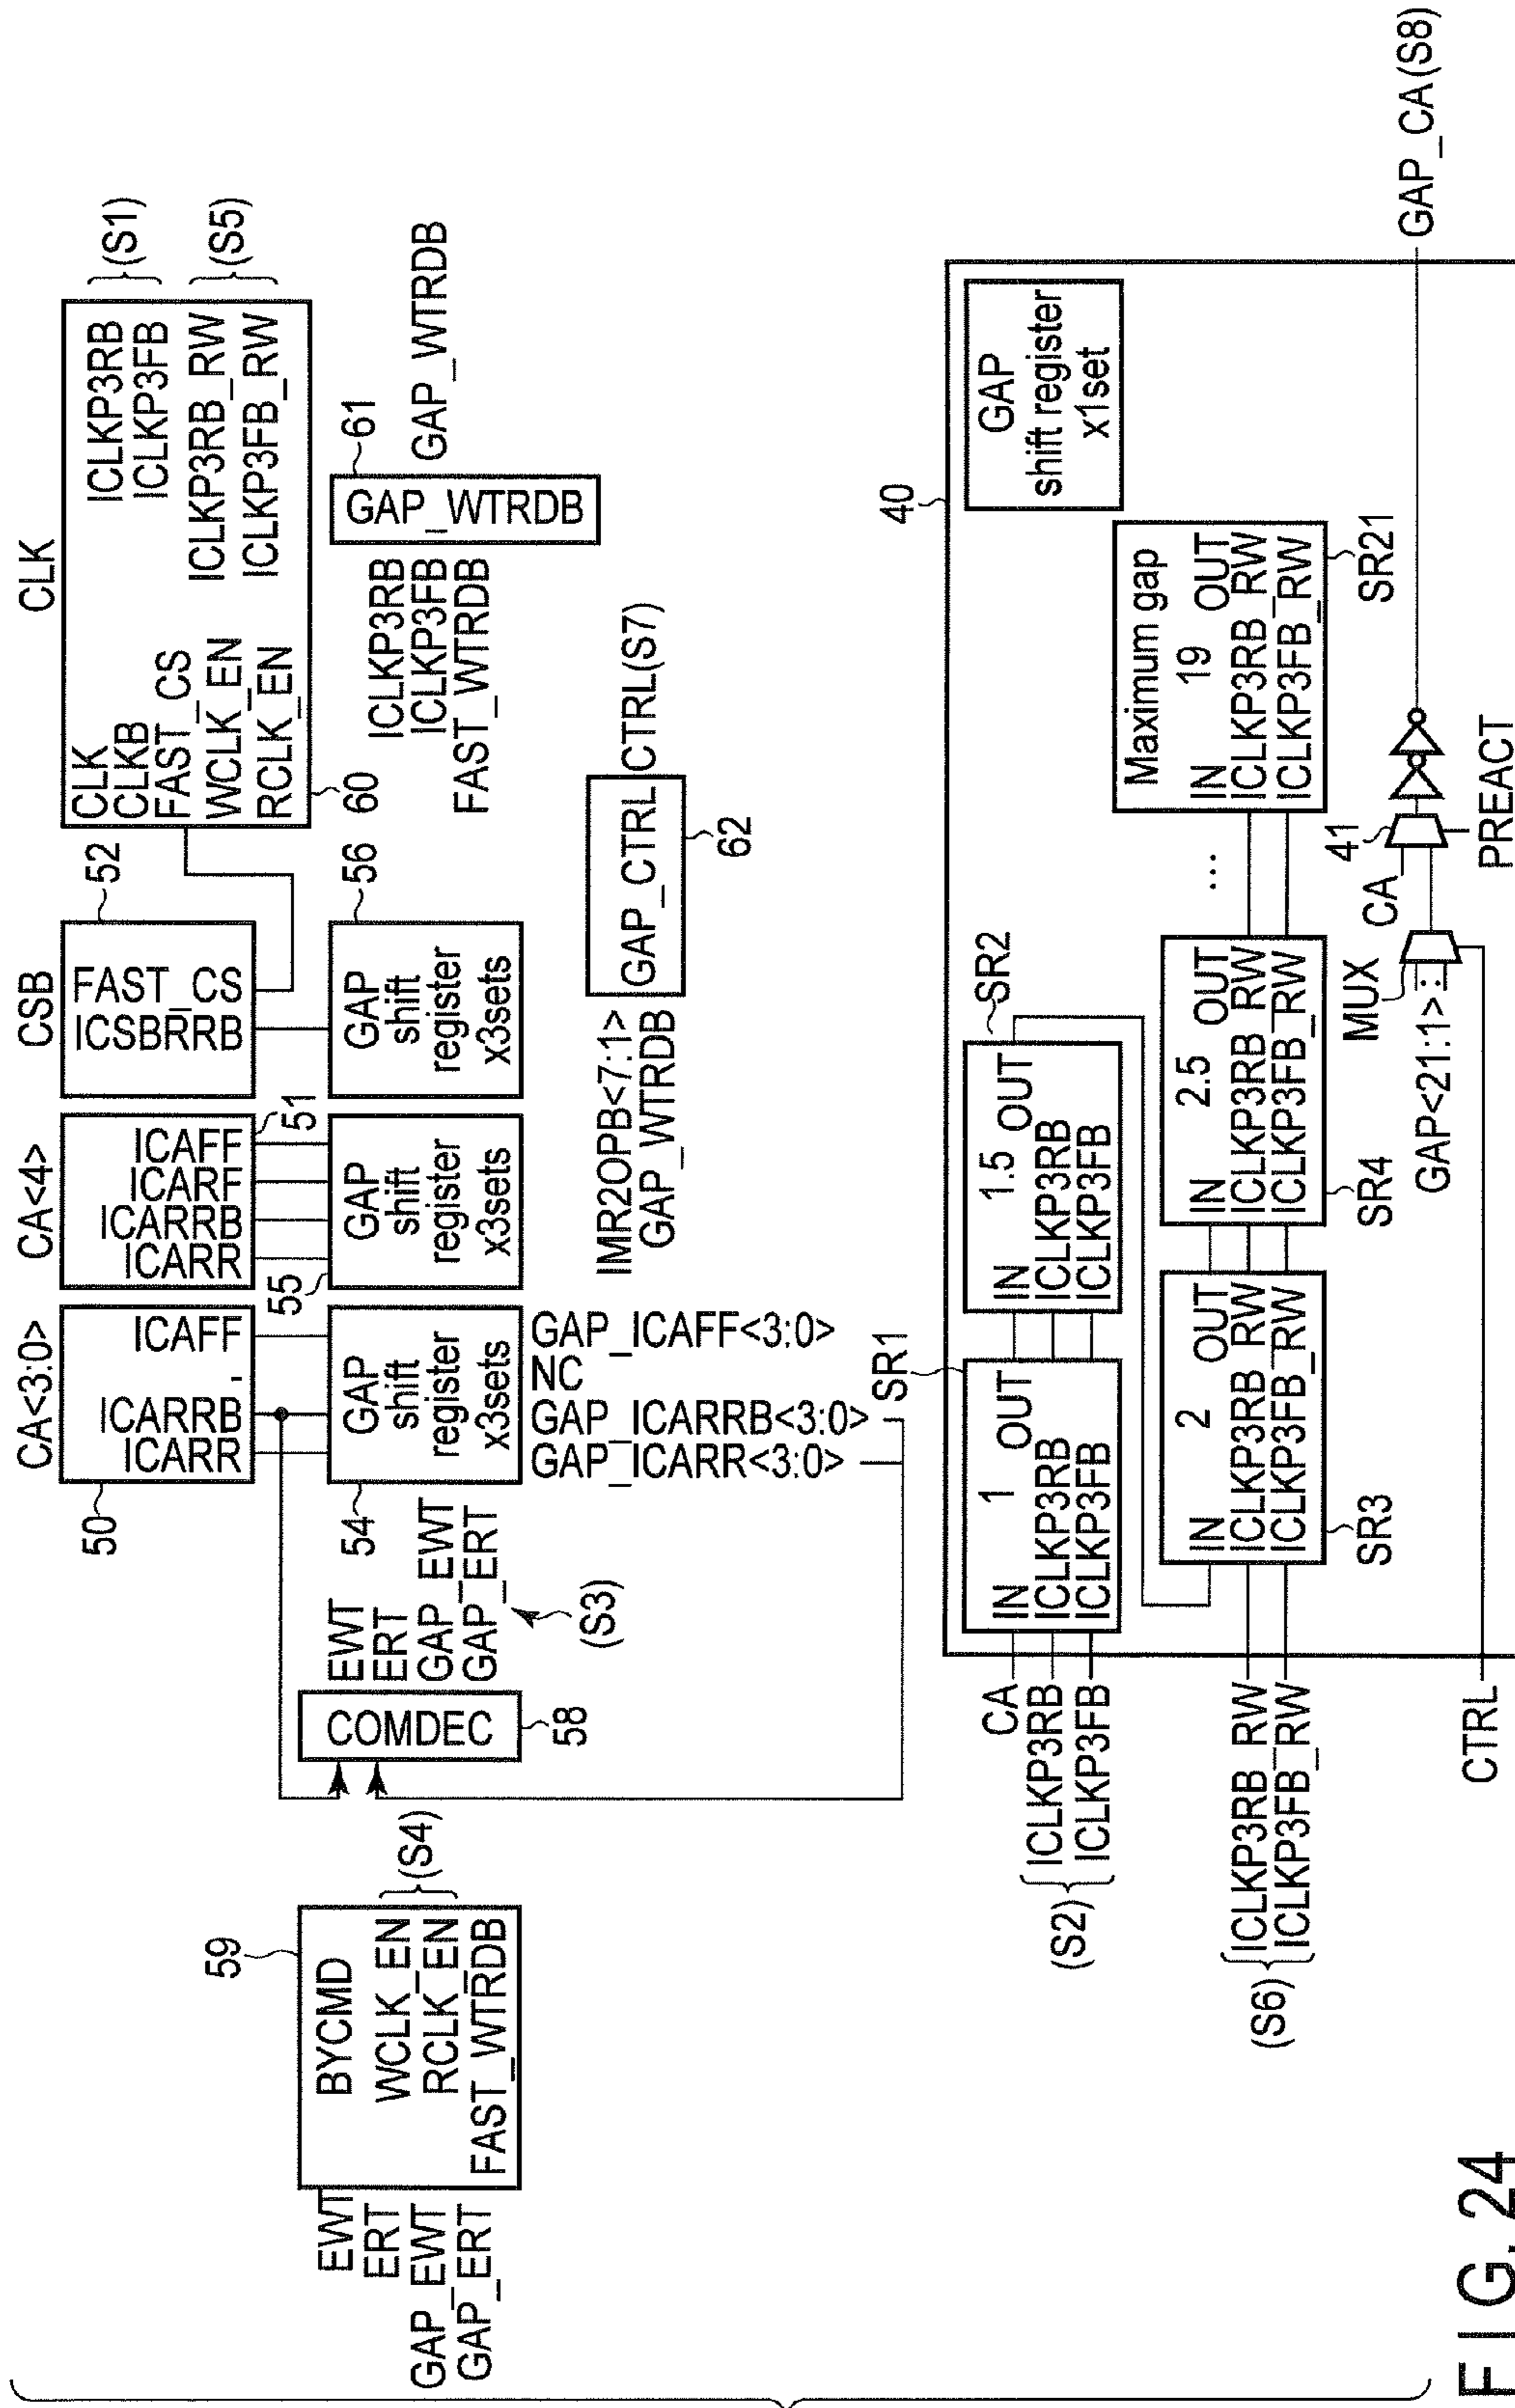 CA<3:0>
50
ICAFF
-
ICARRB
ICARR
CA<4>
ICAFF
ICARF
ICARRB
ICARR
51
CSB
52
FAST_CS
ICSBRRB
CLK
CLK
CLKB
FAST_CS
WCLK_EN
RCLK_EN
ICLKP3RB
ICLKP3FB
ICLKP3RB_RW
ICLKP3FB_RW
(S1)
(S5)
60
59
BYCMD
WCLK_EN
RCLK_EN
FAST_WTRDB
(S4)
EWT
ERT
GAP_EWT
GAP_ERT
COMDEC
58
EWT
ERT
GAP_EWT
GAP_ERT
(S3)
54
GAP
shift
register
x3sets
GAP_ICAFF<3:0>
NC
GAP_ICARRB<3:0>
GAP_ICARR<3:0>
55
GAP
shift
register
x3sets
56
GAP
shift
register
x3sets
ICLKP3RB
ICLKP3FB
FAST_WTRDB
61
GAP_WTRDB
GAP_WTRDB
IMR2OPB<7:1>
GAP_WTRDB
GAP_CTRL
CTRL(S7)
62
40
GAP
shift register
x1set
SR1
1
IN
OUT
ICLKP3RB
ICLKP3FB
SR2
1.5
IN
OUT
ICLKP3RB
ICLKP3FB
CA
ICLKP3RB
ICLKP3FB
(S2)
ICLKP3RB_RW
ICLKP3FB_RW
(S6)
2
IN
OUT
ICLKP3RB_RW
ICLKP3FB_RW
SR3
2.5
IN
OUT
ICLKP3RB_RW
ICLKP3FB_RW
SR4
...
Maximum gap
19
IN
OUT
ICLKP3RB_RW
ICLKP3FB_RW
SR21
MUX
GAP<21:1>
CA
41
PREACT
CTRL
GAP_CA(S8)
FIG. 24